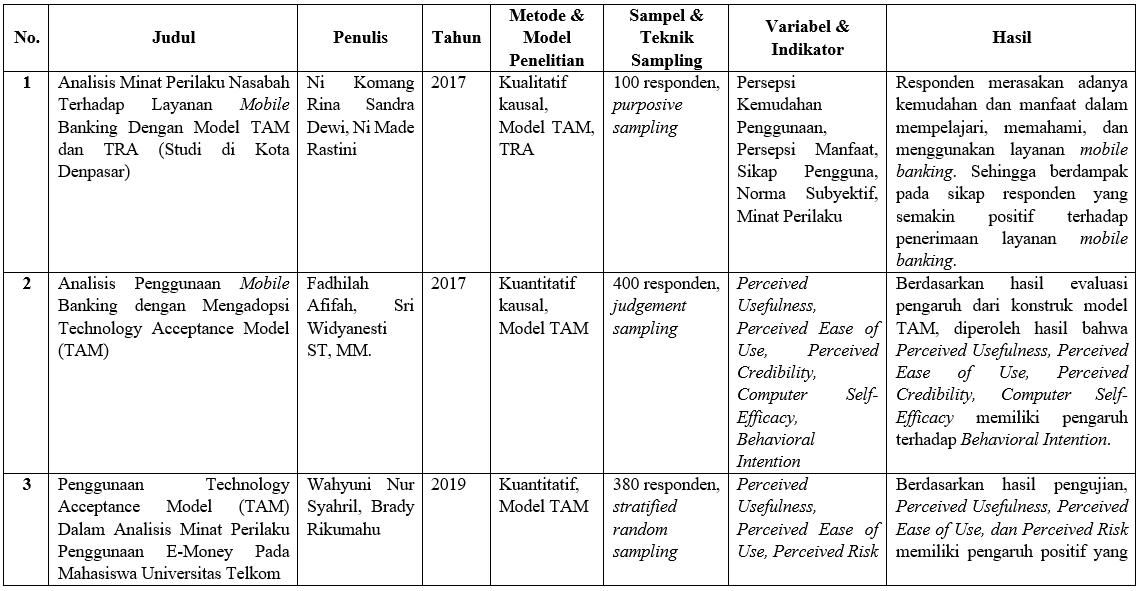 No.
Judul
Penulis
Tahun
Metode &
Model
Penelitian
Sampel &
Teknik
Sampling
Variabel &
Indikator
Hasil
1
Analisis Minat Perilaku Nasabah
Terhadap Layanan Mobile
Banking Dengan Model TAM
dan TRA (Studi di Kota
Denpasar)
Ni Komang
Rina Sandra
Dewi, Ni Made
Rastini
2017
Kualitatif
kausal,
Model TAM,
TRA
100 responden,
purposive
sampling
Persepsi
Kemudahan
Penggunaan,
Persepsi Manfaat,
Sikap Pengguna,
Norma Subyektif,
Minat Perilaku
Responden merasakan adanya
kemudahan dan manfaat dalam
mempelajari, memahami, dan
menggunakan layanan mobile
banking. Sehingga berdampak
pada sikap responden yang
semakin positif terhadap
penerimaan layanan mobile
banking.
2
Analisis Penggunaan Mobile
Banking dengan Mengadopsi
Technology Acceptance Model
(TAM)
Fadhilah
Afifah, Sri
Widyanesti
ST, MM.
2017
Kuantitatif
kausal,
Model TAM
400 responden,
judgement
sampling
Perceived
Usefulness,
Perceived Ease of
Use, Perceived
Credibility,
Computer Self-
Efficacy,
Behavioral
Intention
Berdasarkan hasil evaluasi
pengaruh dari konstruk model
TAM, diperoleh hasil bahwa
Perceived Usefulness, Perceived
Ease of Use, Perceived
Credibility, Computer Self-
Efficacy memiliki pengaruh
terhadap Behavioral Intention.
3
Penggunaan Technology
Acceptance Model (TAM)
Dalam Analisis Minat Perilaku
Penggunaan E-Money Pada
Mahasiswa Universitas Telkom
Wahyuni Nur
Syahril, Brady
Rikumahu
2019
Kuantitatif,
Model TAM
380 responden,
stratified
random
sampling
Perceived
Usefulness,
Perceived Ease of
Use, Perceived Risk
Berdasarkan hasil pengujian,
Perceived Usefulness, Perceived
Ease of Use, dan Perceived Risk
memiliki pengaruh positif yang